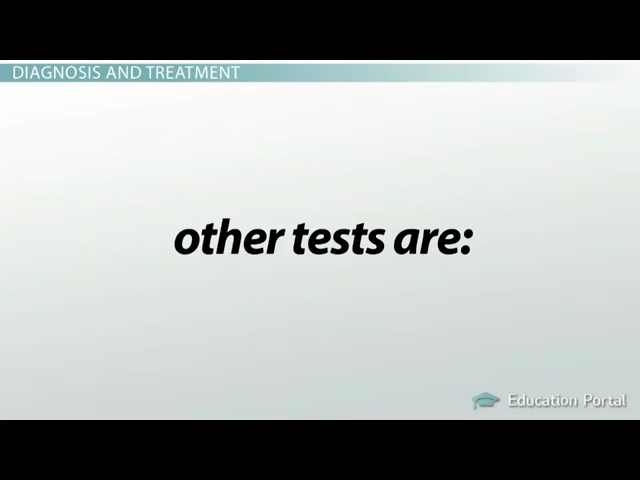 DIAGNOSIS AND TREATMENT
other tests are:
Education Portal